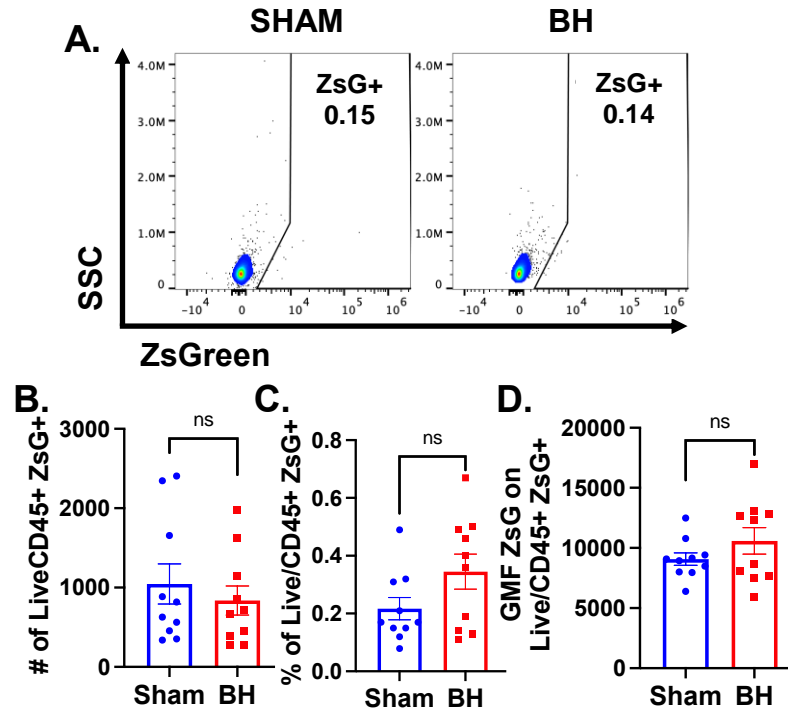 A.
SHAM
BH
4.0M
3.0M
2.0M
1.0M
0
ZsG+
0.15
-10^4
0
10^4
10^5
10^6
4.0M
3.0M
2.0M
1.0M
0
ZsG+
0.14
-10^4
0
10^4
10^5
10^6
SSC
ZsGreen
B.
# of LiveCD45+ ZsG+
3000
2000
1000
0
ns
Sham BH
C.
% of Live/CD45+ ZsG+
0.8
0.6
0.4
0.2
0.0
ns
Sham BH
D.
GMF ZsG on
Live/CD45+ ZsG+
20000
15000
10000
5000
0
ns
Sham BH